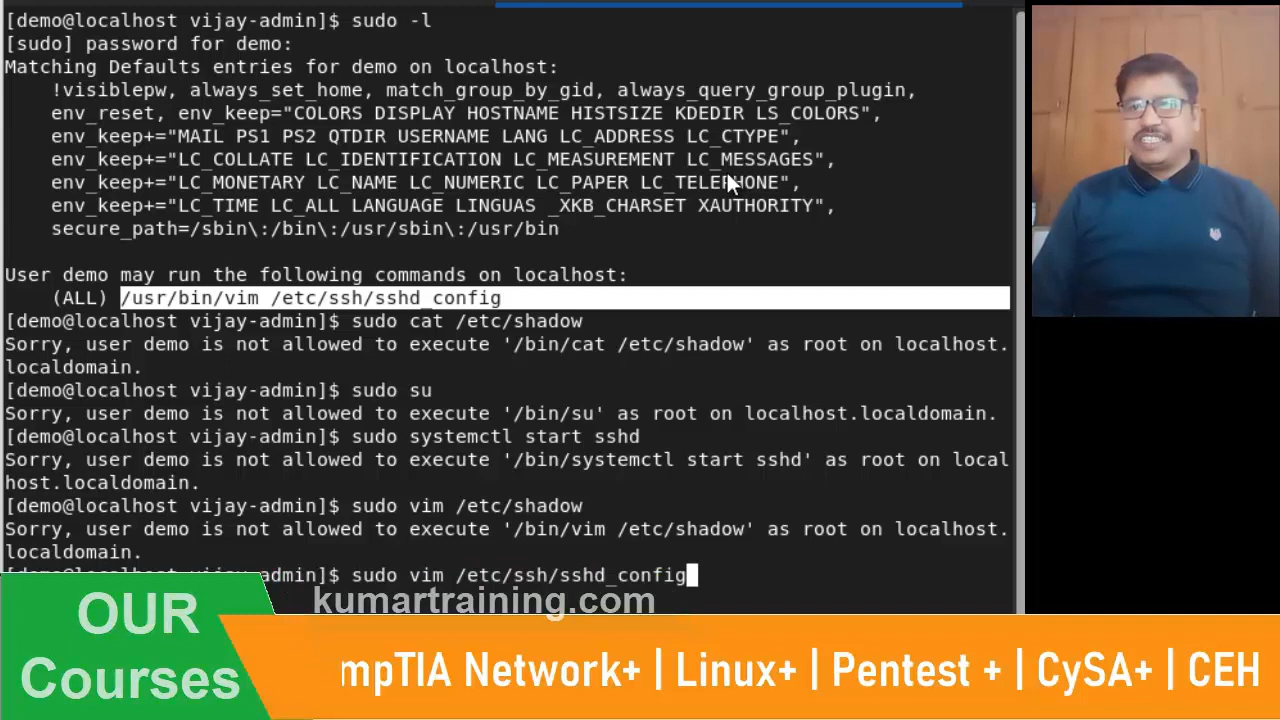 [demo@localhost vijay-admin]$ sudo -l
[sudo] password for demo:
Matching Defaults entries for demo on localhost:
    !visiblepw, always_set_home, match_group_by_gid, always_query_group_plugin,
    env_reset, env_keep="COLORS DISPLAY HOSTNAME HISTSIZE KDEDIR LS_COLORS",
    env_keep+="MAIL PS1 PS2 QTDIR USERNAME LANG LC_ADDRESS LC_CTYPE",
    env_keep+="LC_COLLATE LC_IDENTIFICATION LC_MEASUREMENT LC_MESSAGES",
    env_keep+="LC_MONETARY LC_NAME LC_NUMERIC LC_PAPER LC_TELEPHONE",
    env_keep+="LC_TIME LC_ALL LANGUAGE LINGUAS _XKB_CHARSET XAUTHORITY",
    secure_path=/sbin\:/bin\:/usr/sbin\:/usr/bin
User demo may run the following commands on localhost:
    (ALL) /usr/bin/vim /etc/ssh/sshd_config
[demo@localhost vijay-admin]$ sudo cat /etc/shadow
Sorry, user demo is not allowed to execute '/bin/cat /etc/shadow' as root on localhost.
localdomain.
[demo@localhost vijay-admin]$ sudo su
Sorry, user demo is not allowed to execute '/bin/su' as root on localhost.localdomain.
[demo@localhost vijay-admin]$ sudo systemctl start sshd
Sorry, user demo is not allowed to execute '/bin/systemctl start sshd' as root on local
host.localdomain.
[demo@localhost vijay-admin]$ sudo vim /etc/shadow
Sorry, user demo is not allowed to execute '/bin/vim /etc/shadow' as root on localhost.
localdomain.
[demo@localhost vijay-admin]$ sudo vim /etc/ssh/sshd_config
kumartraining.com
OUR
Courses
mpTIA Network+ | Linux+ | Pentest + | CySA+ | CEH